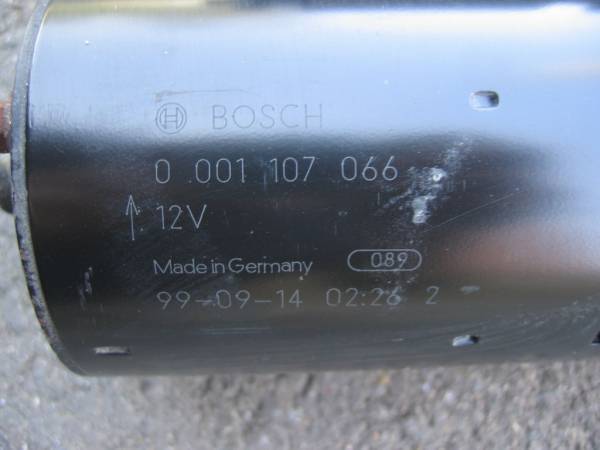 BOSCH
0 001 107 066
12V
Made in Germany 089
99-09-14 02:26 2